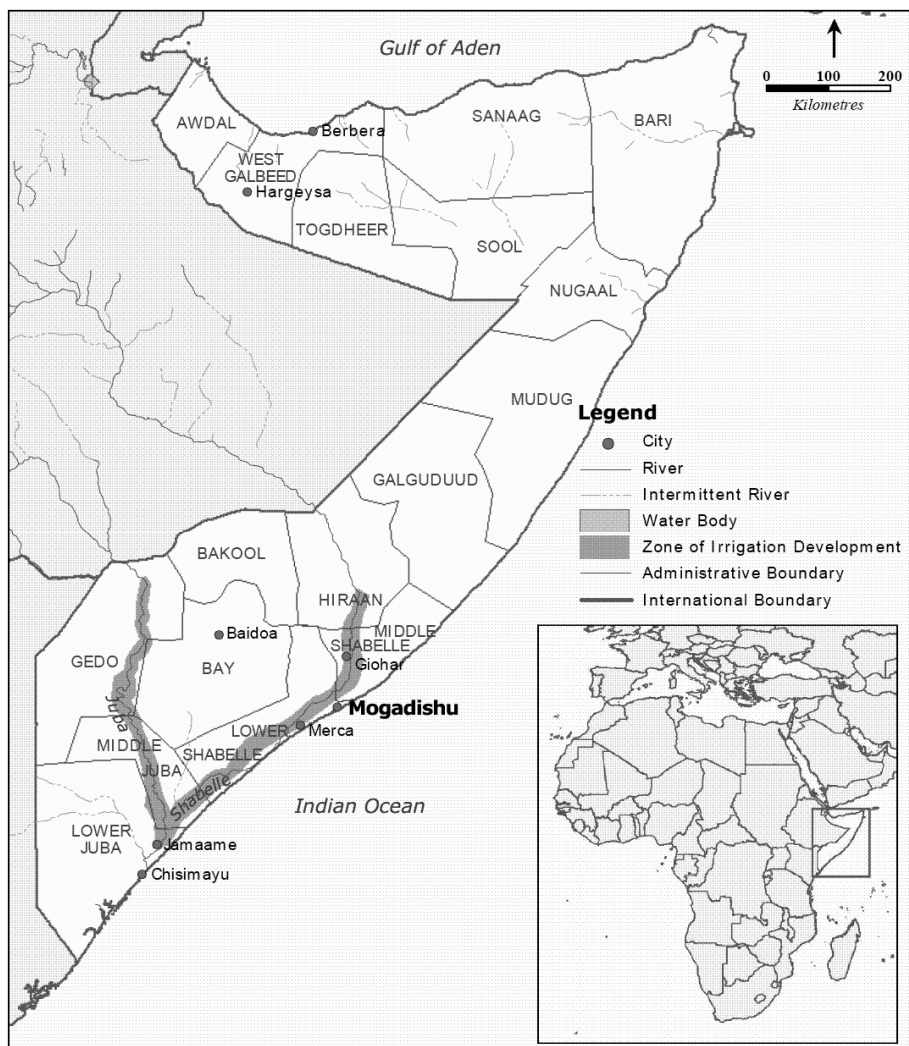 Gulf of Aden
0 100 200
Kilometres
AWDAL
Berbera
SANAAG
BARI
WEST
GALBEED
Hargeysa
TOGDHEER
SOOL
NUGAAL
MUDUG
Legend
City
River
Intermittent River
Water Body
Zone of Irrigation Development
Administrative Boundary
International Boundary
GALGUDUUD
BAKOOL
HIRAAN
Baidoa
MIDDLE
SHABELLE
Giohar
GEDO
BAY
Juba
Mogadishu
LOWER
SHABELLE
Merca
MIDDLE
JUBA
Shabelle
Indian Ocean
LOWER
JUBA
Jamaame
Chisimayu